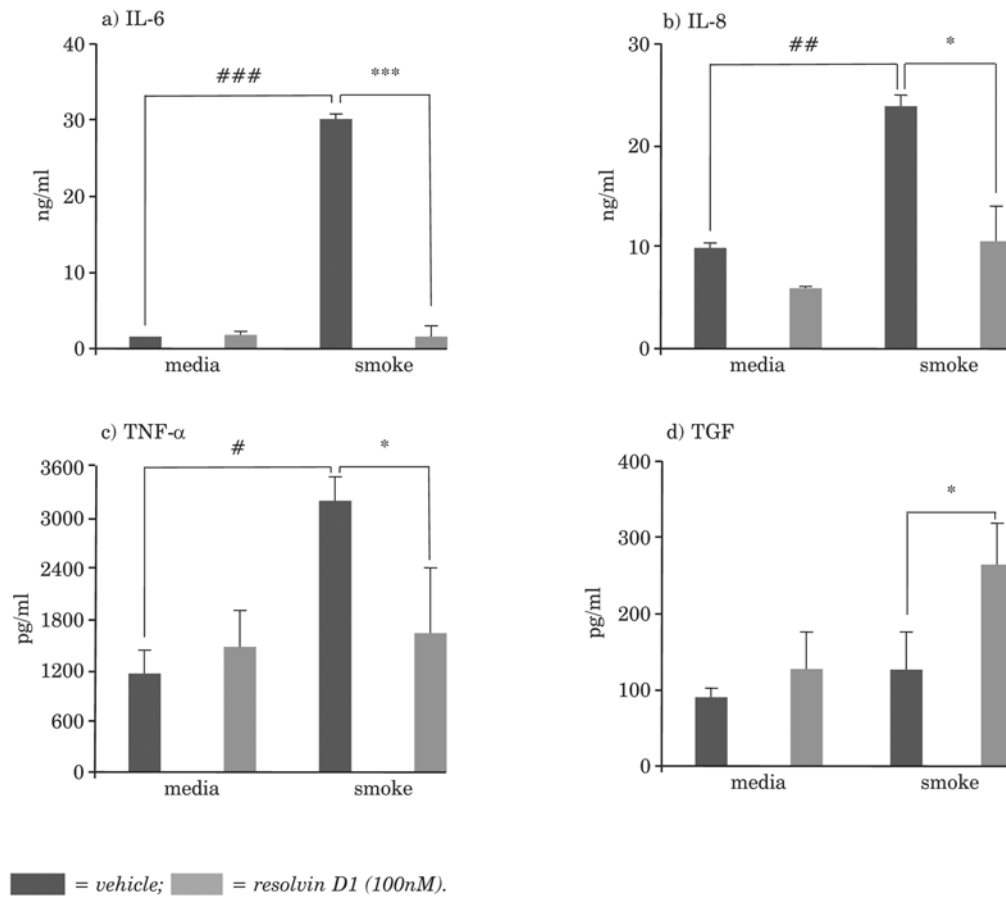 a) IL-6
40
30
20
10
0
ng/ml
###
***
media
smoke
b) IL-8
30
20
10
0
ng/ml
##
*
media
smoke
c) TNF-α
3600
3000
2400
1800
1200
600
0
pg/ml
#
*
media
smoke
d) TGF
400
300
200
100
0
pg/ml
*
media
smoke
= vehicle; = resolvin D1 (100nM).